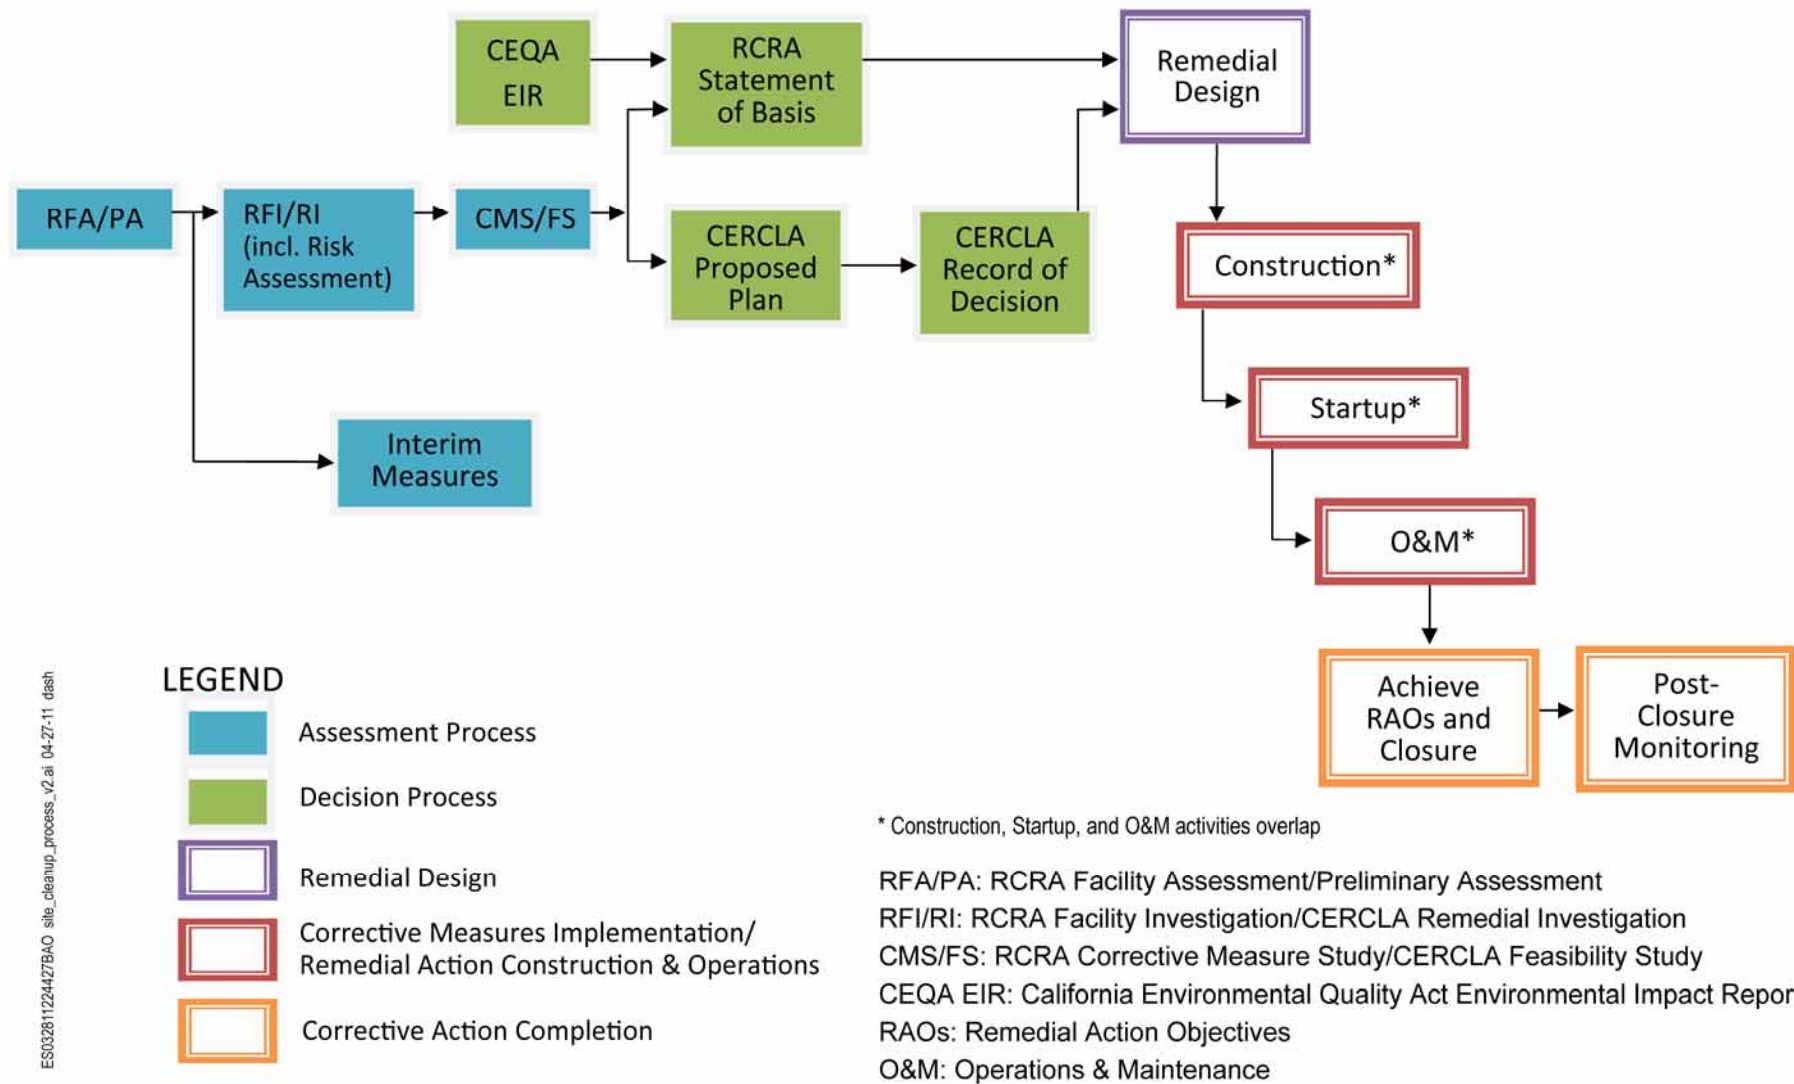 CEQA
EIR
RCRA
Statement
of Basis
Remedial
Design
RFA/PA
RFI/RI
(incl. Risk
Assessment)
CMS/FS
CERCLA
Proposed
Plan
CERCLA
Record of
Decision
Construction*
Interim
Measures
Startup*
O&M*
Achieve
RAOs and
Closure
Post-
Closure
Monitoring
LEGEND
Assessment Process
Decision Process
Remedial Design
Corrective Measures Implementation/
Remedial Action Construction & Operations
Corrective Action Completion
* Construction, Startup, and O&M activities overlap
RFA/PA: RCRA Facility Assessment/Preliminary Assessment
RFI/RI: RCRA Facility Investigation/CERCLA Remedial Investigation
CMS/FS: RCRA Corrective Measure Study/CERCLA Feasibility Study
CEQA EIR: California Environmental Quality Act Environmental Impact Repor
RAOs: Remedial Action Objectives
O&M: Operations & Maintenance
ES032811224427BAO site_cleanup_process_v2.ai 04-27-11 dash